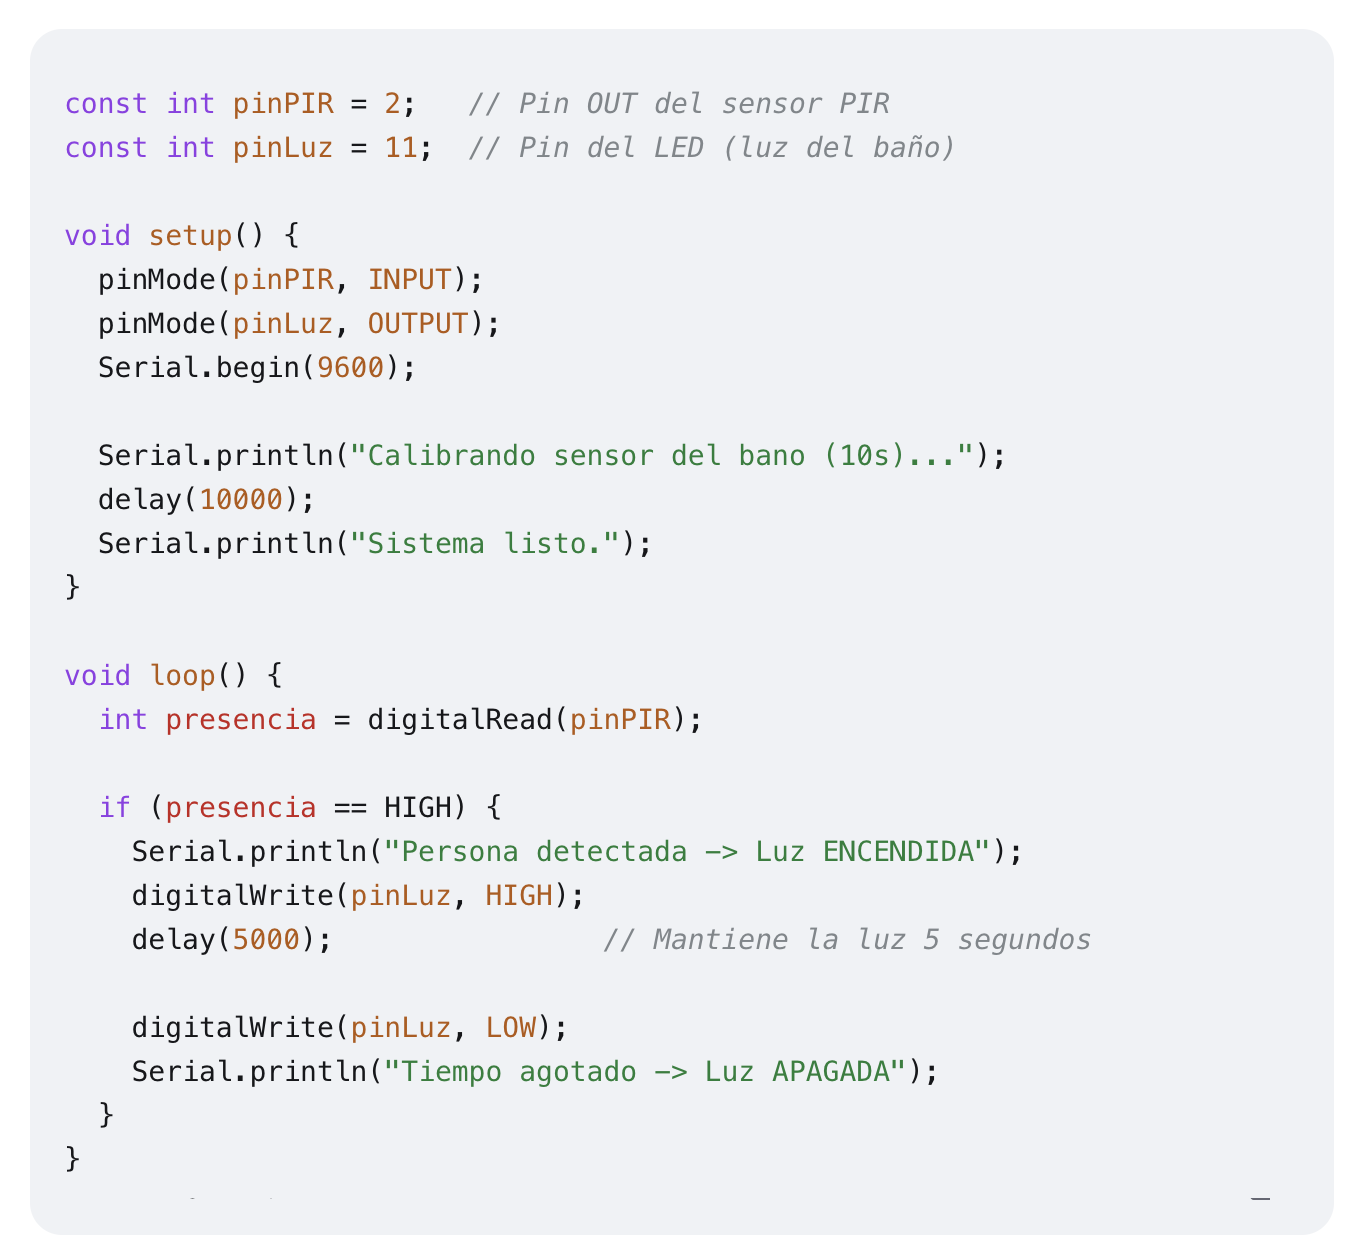 const int pinPIR = 2;   // Pin OUT del sensor PIR
const int pinLuz = 11;  // Pin del LED (luz del baño)

void setup() {
  pinMode(pinPIR, INPUT);
  pinMode(pinLuz, OUTPUT);
  Serial.begin(9600);

  Serial.println("Calibrando sensor del bano (10s)...");
  delay(10000);
  Serial.println("Sistema listo.");
}

void loop() {
  int presencia = digitalRead(pinPIR);

  if (presencia == HIGH) {
    Serial.println("Persona detectada -> Luz ENCENDIDA");
    digitalWrite(pinLuz, HIGH);
    delay(5000);                // Mantiene la luz 5 segundos

    digitalWrite(pinLuz, LOW);
    Serial.println("Tiempo agotado -> Luz APAGADA");
  }
}